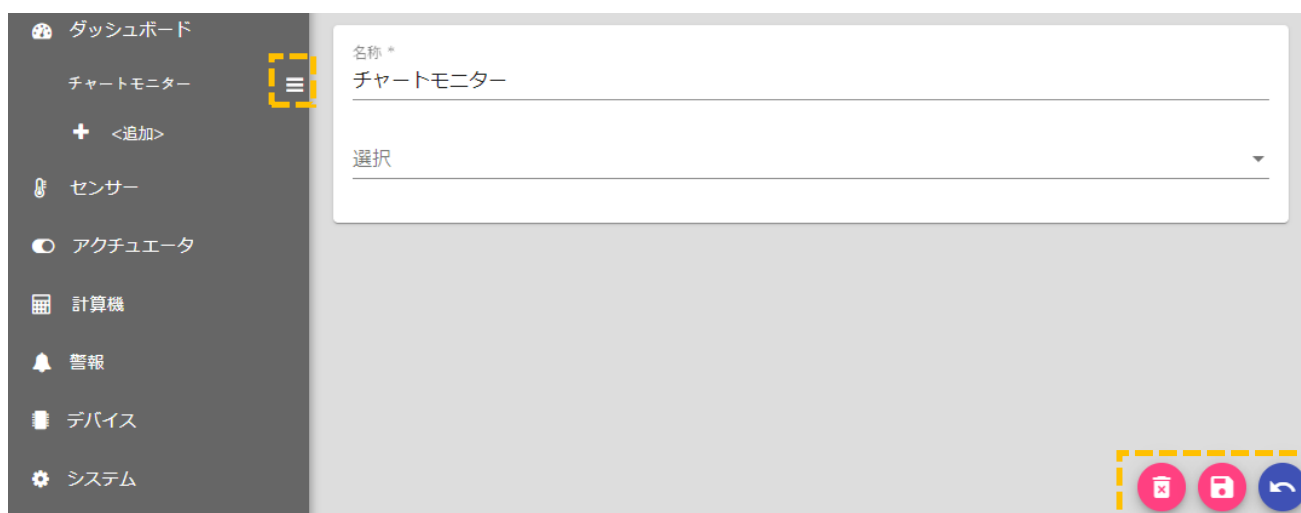 ダッシュボード
チャートモニター
<追加>
センサー
アクチュエータ
計算機
警報
デバイス
システム
名称 *
チャートモニター
選択